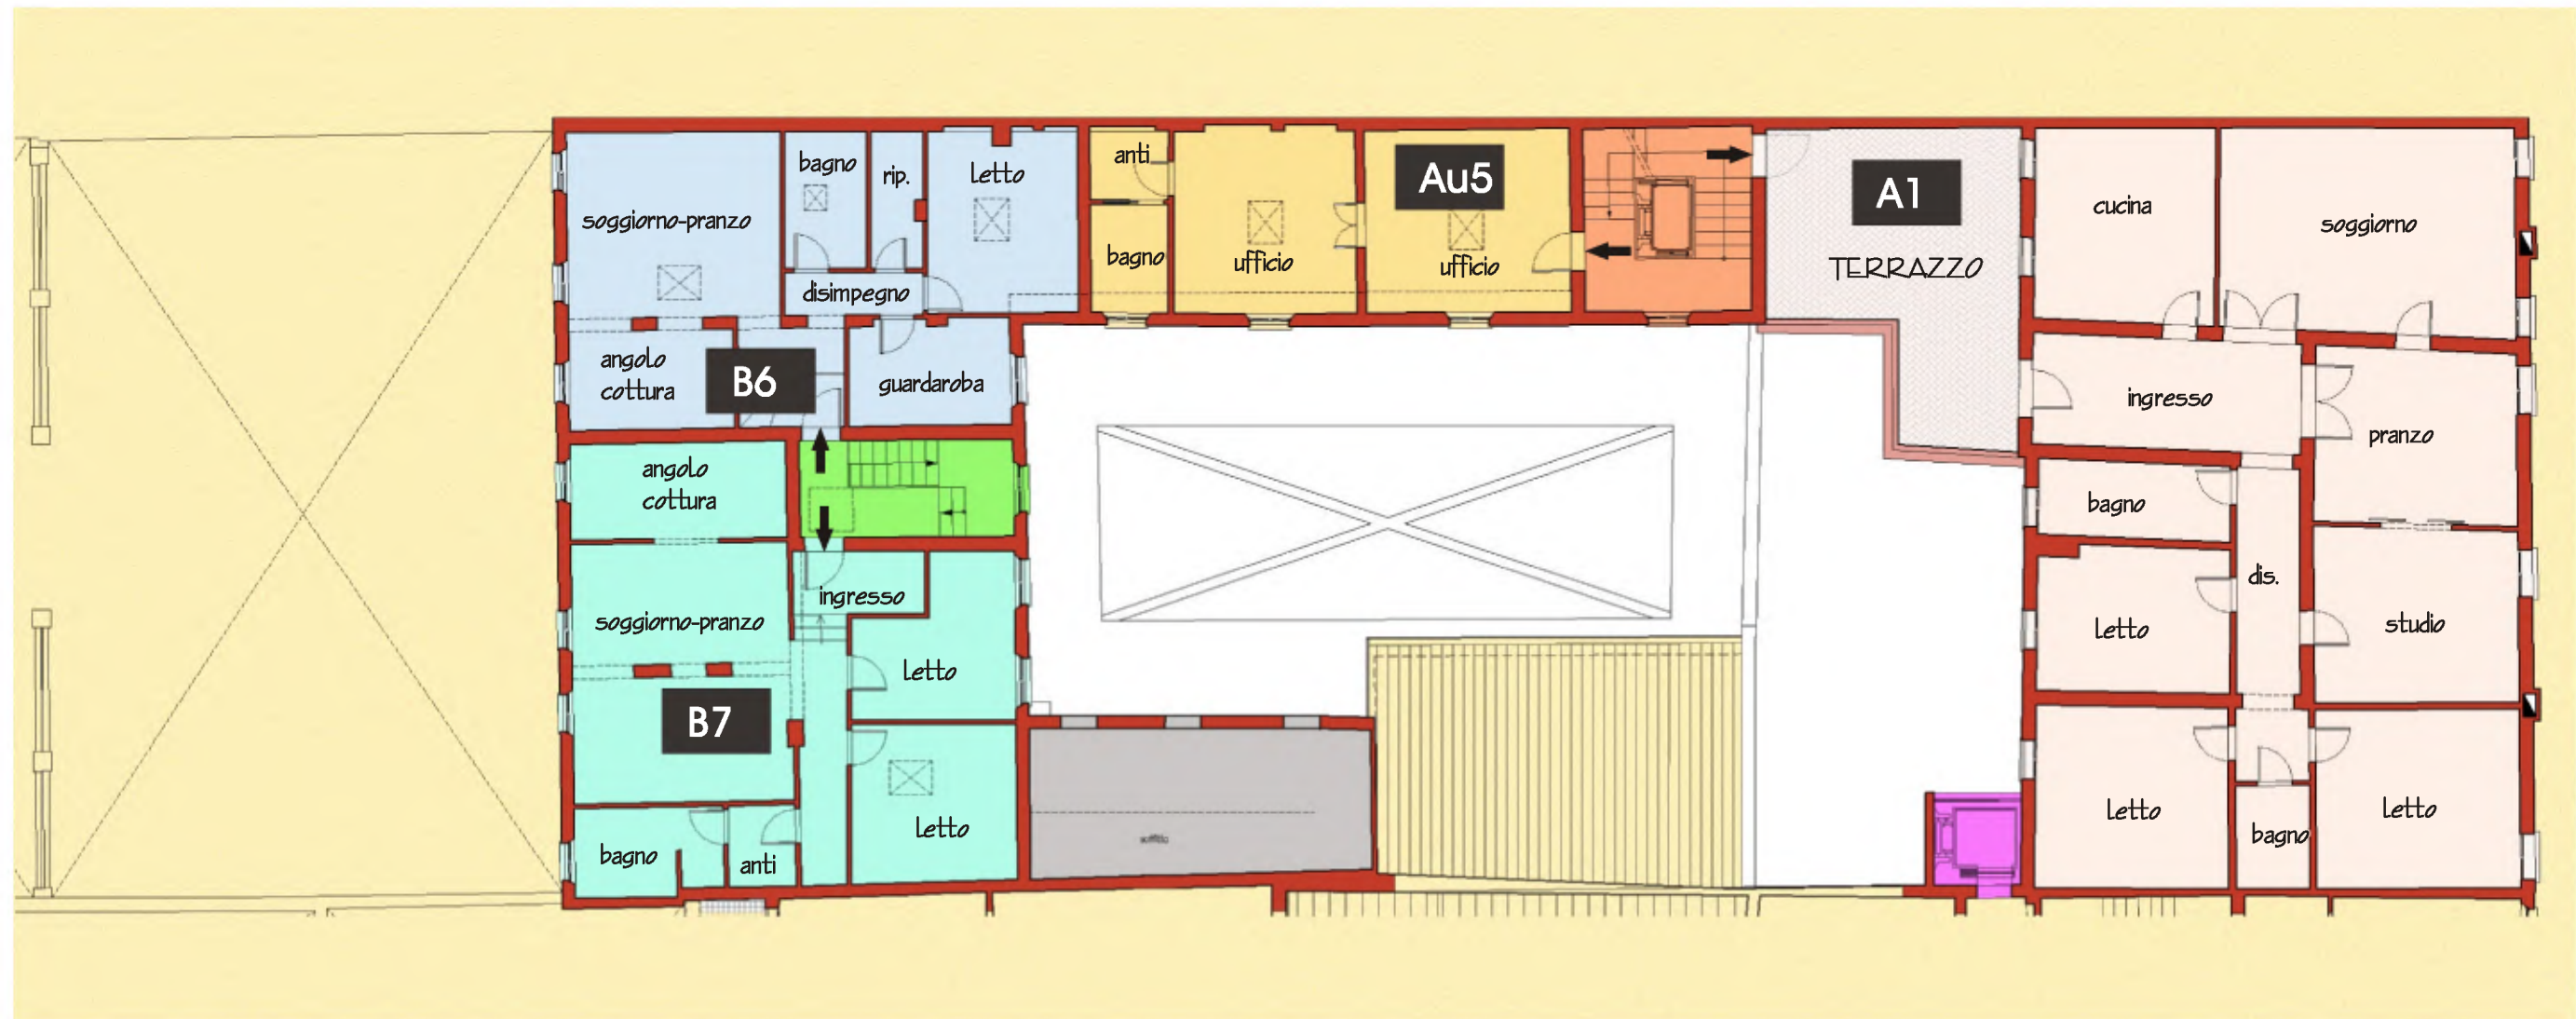 bagno
rip.
Letto
soggiorno-pranzo
disimpegno
angolo
cottura
B6
guardaroba
anti
bagno
ufficio
Au5
ufficio
A1
TERRAZZO
cucina
soggiorno
ingresso
pranzo
bagno
Letto
dis.
studio
Letto
bagno
Letto
angolo
cottura
ingresso
soggiorno-pranzo
Letto
B7
Letto
bagno
anti